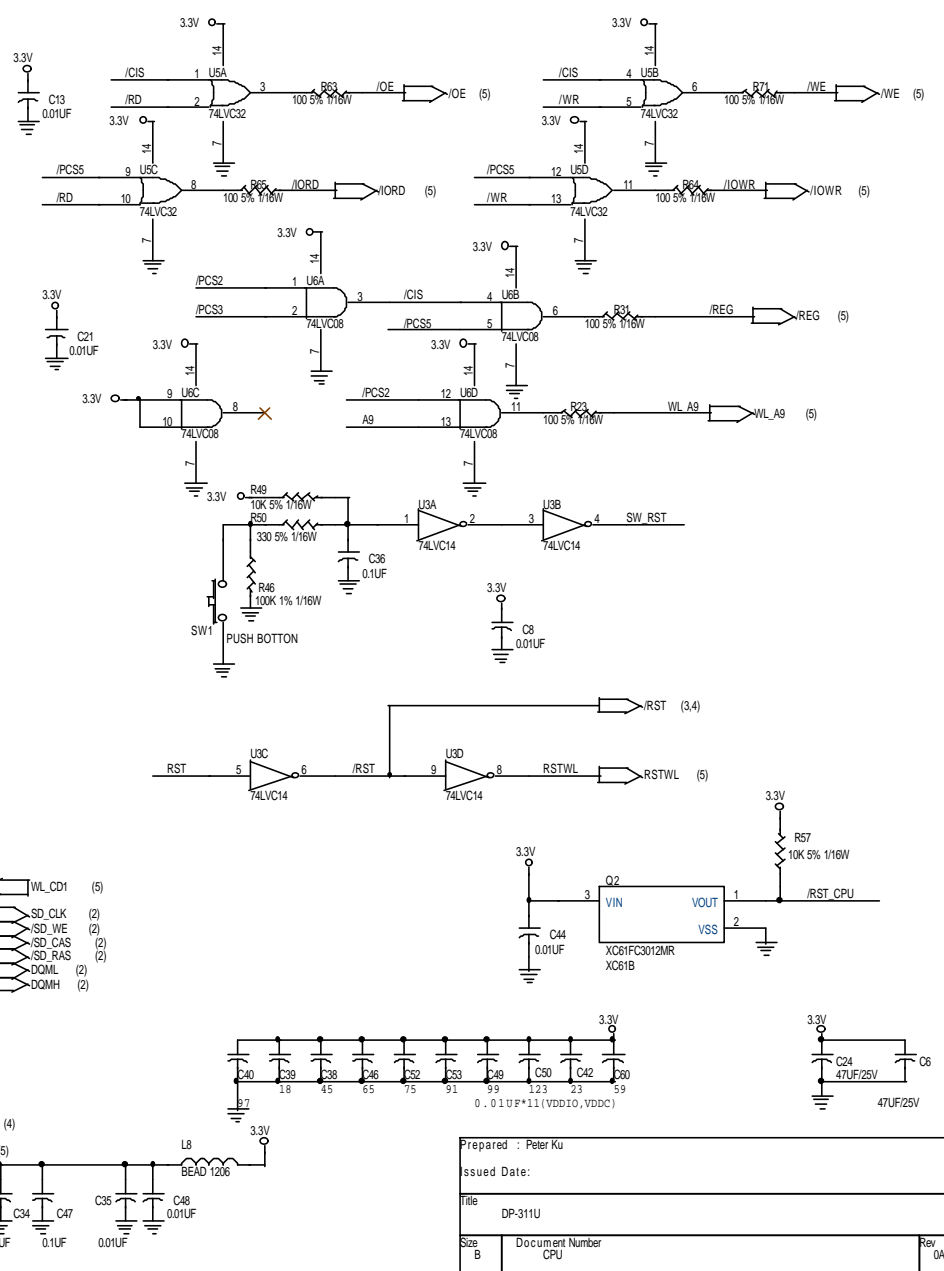 3.3V 3.3V
14 14
3.3V
/CIS 1 U5A 3 R63 /OE /OE (5)
/CIS 4 U5B 6 R71 /WE /WE (5)
C13
0.01UF
/RD 2 100 5% 1/16W
/WR 5 100 5% 1/16W
74LVC32 74LVC32
3.3V 3.3V
14 7 14 7
/PCS5 9 U5C 8 R65 /IORD /IORD (5)
/PCS5 12 U5D 11 R64 /IOWR /IOWR (5)
/RD 10 100 5% 1/16W
/WR 13 100 5% 1/16W
74LVC32 74LVC32
7 7
3.3V 3.3V
14 14
/PCS2 1 U6A 3 /CIS 4 U6B 6 R31 /REG /REG (5)
/PCS3 2 /PCS5 5 100 5% 1/16W
74LVC08 74LVC08
3.3V
C21
0.01UF
7 7
3.3V 3.3V
14 14
3.3V 9 U6C 8
/PCS2 12 U6D 11 R23 WL_A9 WL_A9 (5)
10 A9 13 100 5% 1/16W
74LVC08 74LVC08
7 7
3.3V R49
10K 5% 1/16W
R50
330 5% 1/16W
1 U3A 2 3 U3B 4 SW_RST
74LVC14 74LVC14
C36
0.1UF
R46
100K 1% 1/16W
SW1 PUSH BOTTON
3.3V
C8
0.01UF
/RST (3,4)
RST 5 U3C 6 /RST 9 U3D 8 RSTWL RSTWL (5)
74LVC14 74LVC14
3.3V
R57
10K 5% 1/16W
3.3V
Q2
3 VIN VOUT 1 /RST_CPU
VSS 2
C44
0.01UF
XC61FC3012MR
XC61B
WL_CD1 (5)
SD_CLK (2)
/SD_WE (2)
/SD_CAS (2)
/SD_RAS (2)
DQML (2)
DQMH (2)
3.3V 3.3V
C40 C39 C38 C46 C52 C53 C49 C50 C42 C60
97 18 45 65 75 91 99 123 23 59
0.01UF*11(VDDIO,VDDC)
C24 C6
47UF/25V
47UF/25V
(4)
5)
L8 3.3V
BEAD 1206
C34 C47 C35 C48
0.01UF
UF 0.1UF 0.01UF
Prepared : Peter Ku
Issued Date:
Title
DP-311U
Size Document Number Rev
B CPU 0A